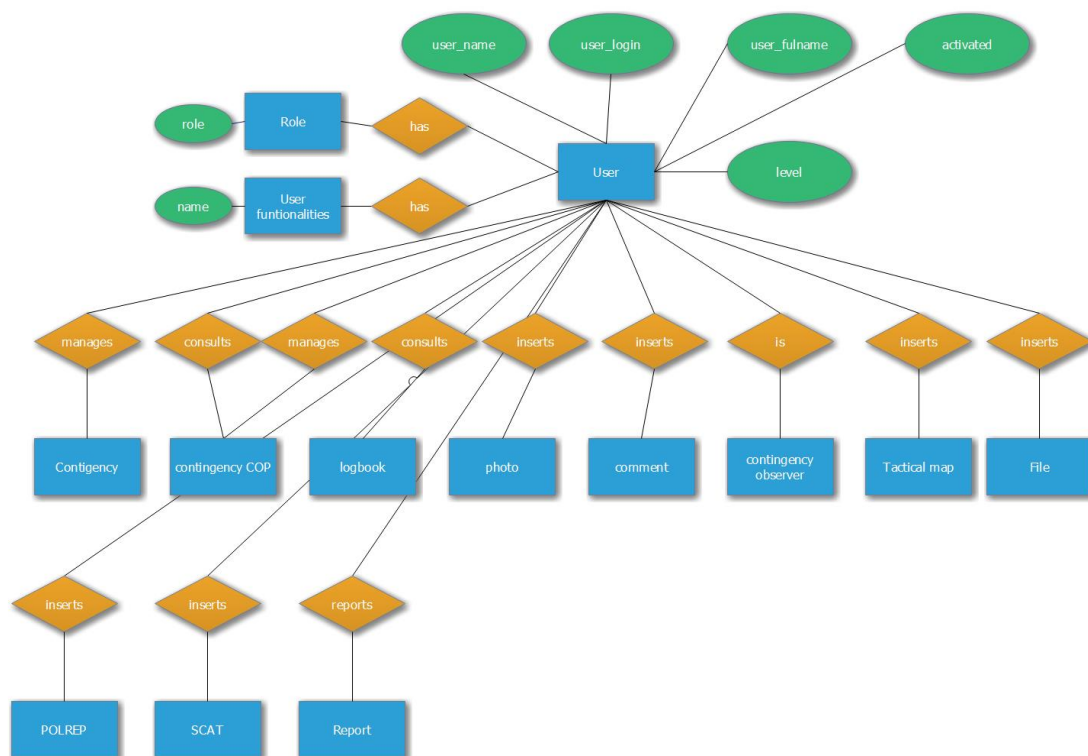 user_name
user_login
user_fulname
activated
role
Role
has
name
User
funtionalities
has
User
level
manages
consults
manages
consults
inserts
inserts
is
inserts
inserts
Contigency
contingency COP
logbook
photo
comment
contingency
observer
Tactical map
File
inserts
inserts
reports
POLREP
SCAT
Report